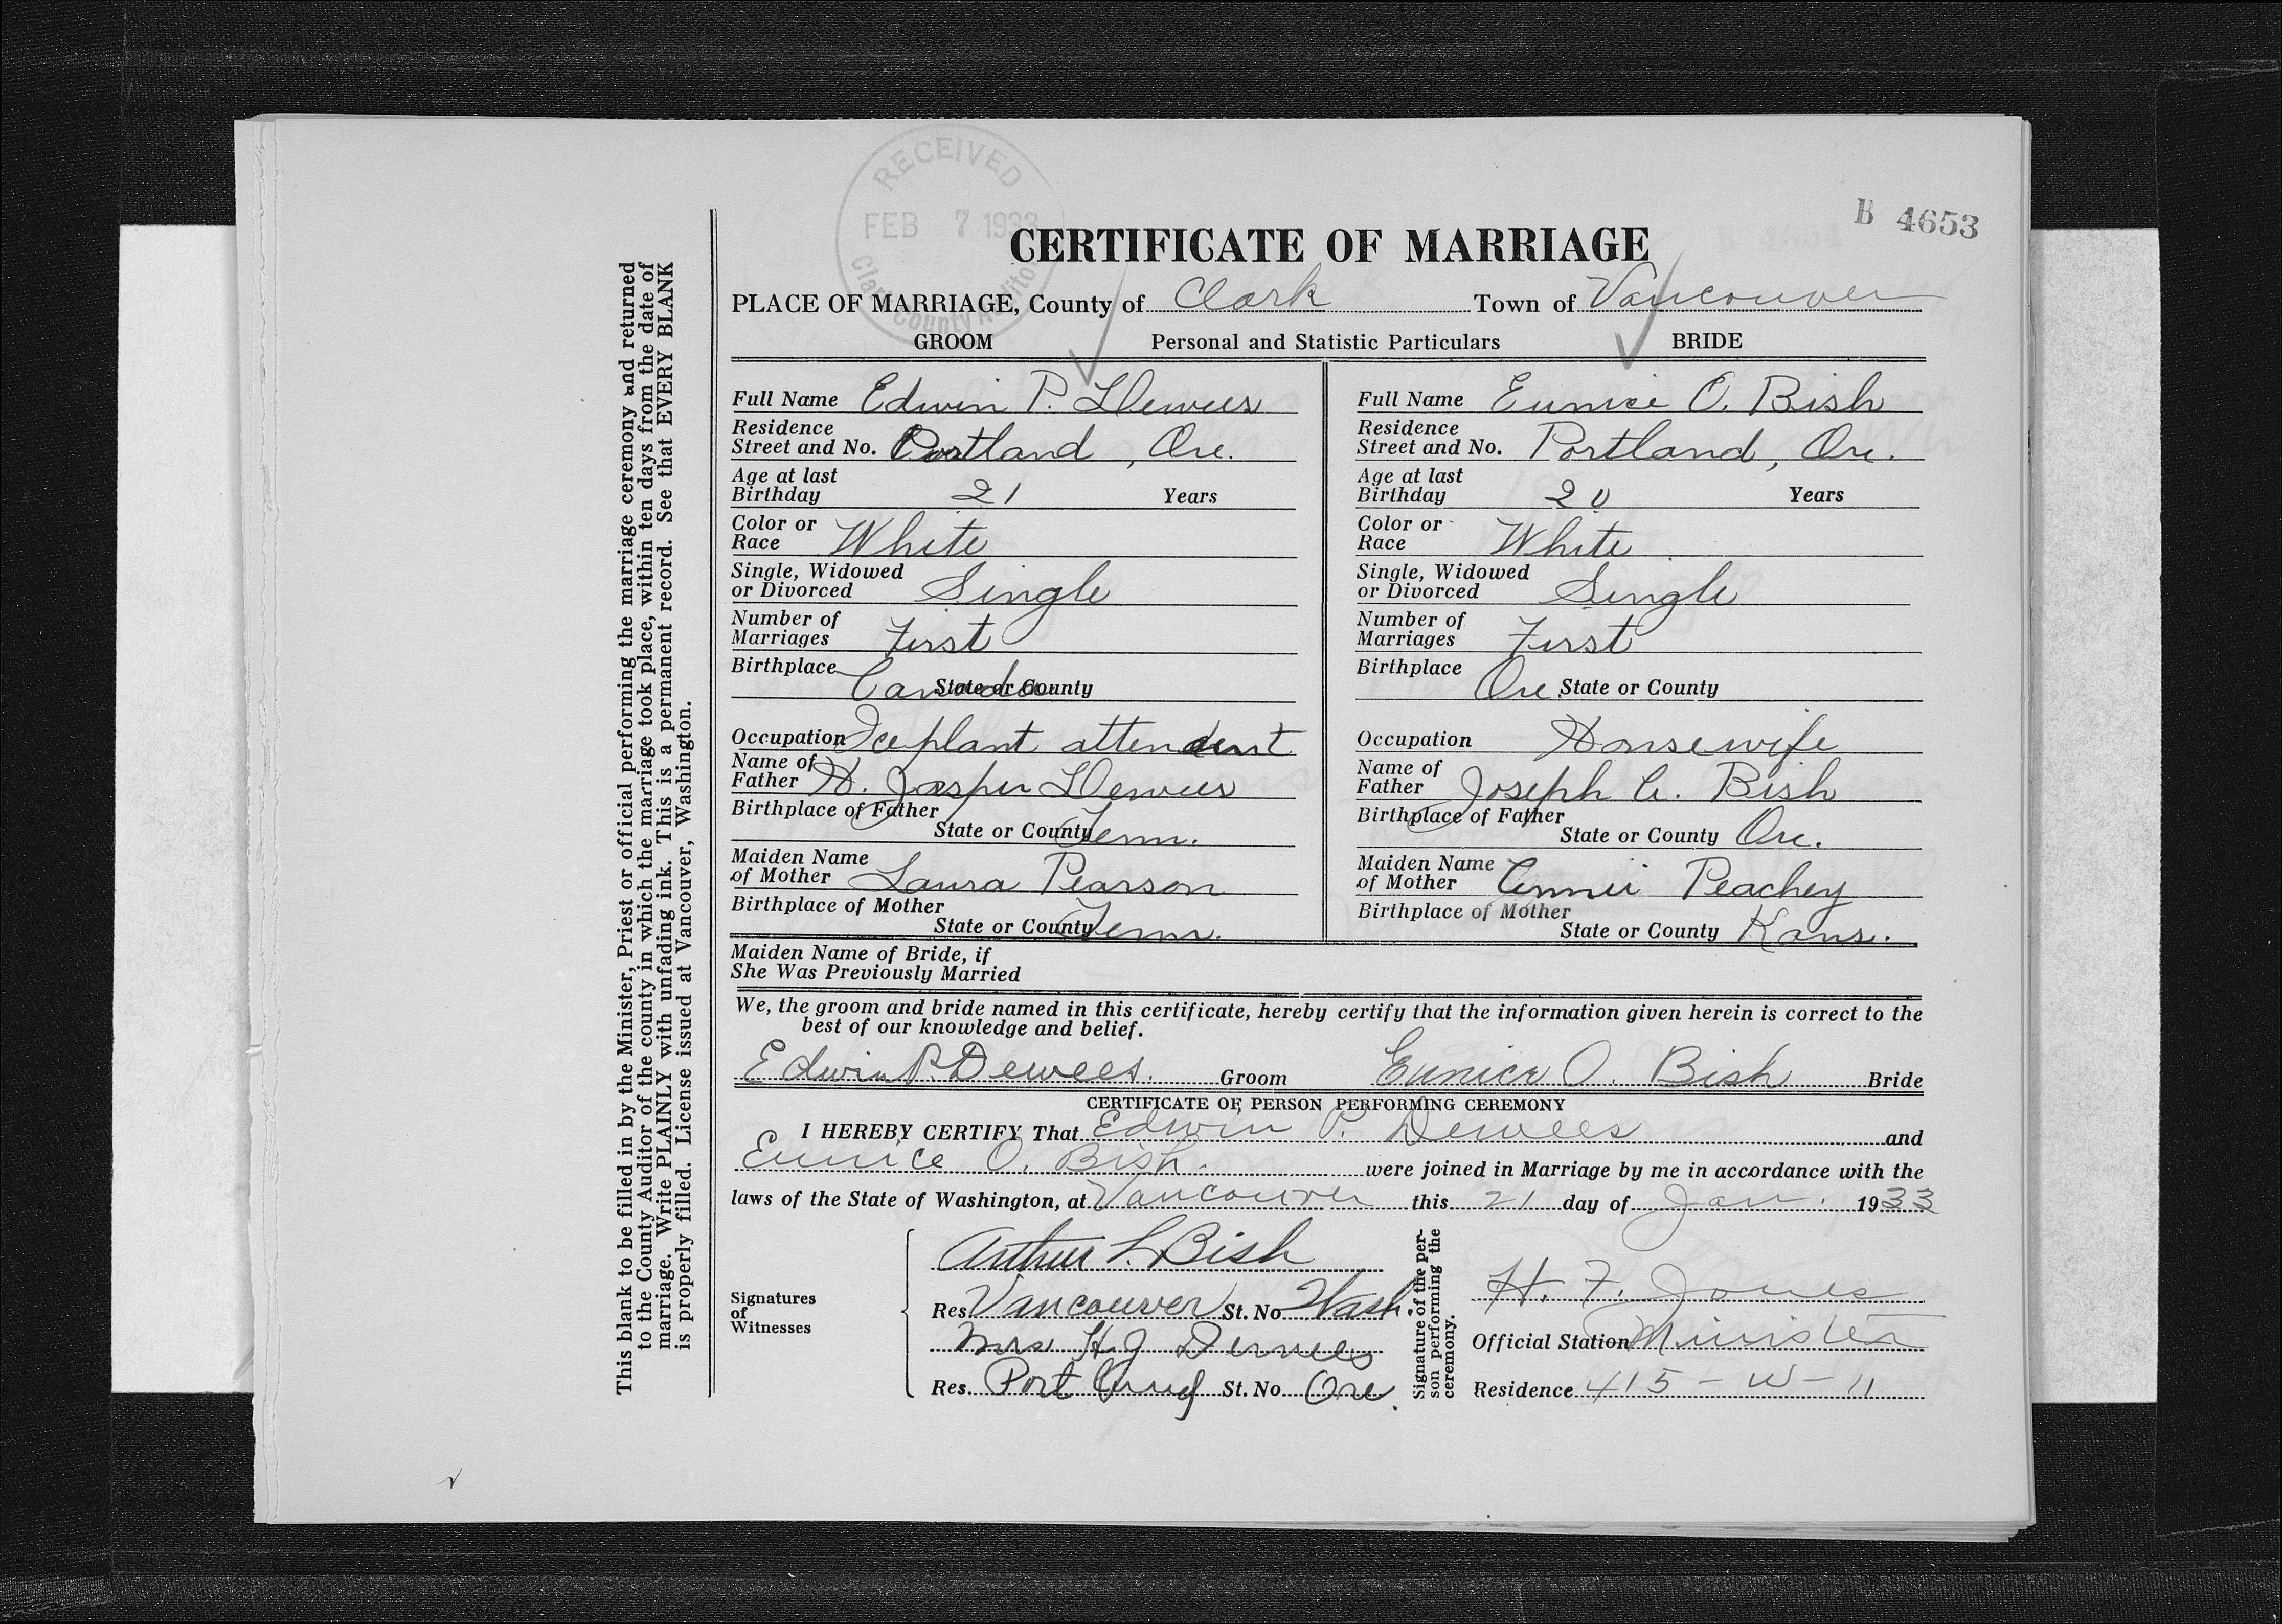 RECEIVED
FEB 7 1933
Clark County Auditor
B 4653
CERTIFICATE OF MARRIAGE
PLACE OF MARRIAGE, County of Clark Town of Vancouver
GROOM Personal and Statistic Particulars BRIDE
Full Name Edwin P. Dewees
Residence
Street and No. Portland, Ore.
Age at last
Birthday 21 Years
Color or
Race White
Single, Widowed
or Divorced Single
Number of
Marriages First
Birthplace Canada
State or County
Occupation Iceplant attendent
Name of
Father H. Jasper Dewees
Birthplace of Father
State or County Tenn.
Maiden Name
of Mother Laura Pearson
Birthplace of Mother
State or County Tenn.
Full Name Eunice O. Bish
Residence
Street and No. Portland, Ore.
Age at last
Birthday 20 Years
Color or
Race White
Single, Widowed
or Divorced Single
Number of
Marriages First
Birthplace
Ore. State or County
Occupation Housewife
Name of
Father Joseph A. Bish
Birthplace of Father
State or County Ore.
Maiden Name
of Mother Annie Peachey
Birthplace of Mother
State or County Kans.
Maiden Name of Bride, if
She Was Previously Married
We, the groom and bride named in this certificate, hereby certify that the information given herein is correct to the
best of our knowledge and belief.
Edwin P. Dewees. Groom Eunice O. Bish Bride
CERTIFICATE OF PERSON PERFORMING CEREMONY
I HEREBY CERTIFY That Edwin P. Dewees and
Eunice O. Bish. were joined in Marriage by me in accordance with the
laws of the State of Washington, at Vancouver this 21 day of Jan. 1933
Signatures
of
Witnesses
Arthur L. Bish
Res. Vancouver St. No. Wash.
Mrs H J Dewees
Res. Port St. No. Ore.
Signature of the per-
son performing the
ceremony.
H. F. Jones
Official Station Minister
Residence 415 - W - 11
This blank to be filled in by the Minister, Priest or official performing the marriage ceremony and returned
to the County Auditor of the county in which the marriage took place, within ten days from the date of
marriage. Write PLAINLY with unfading ink. This is a permanent record. See that EVERY BLANK
is properly filled. License issued at Vancouver, Washington.